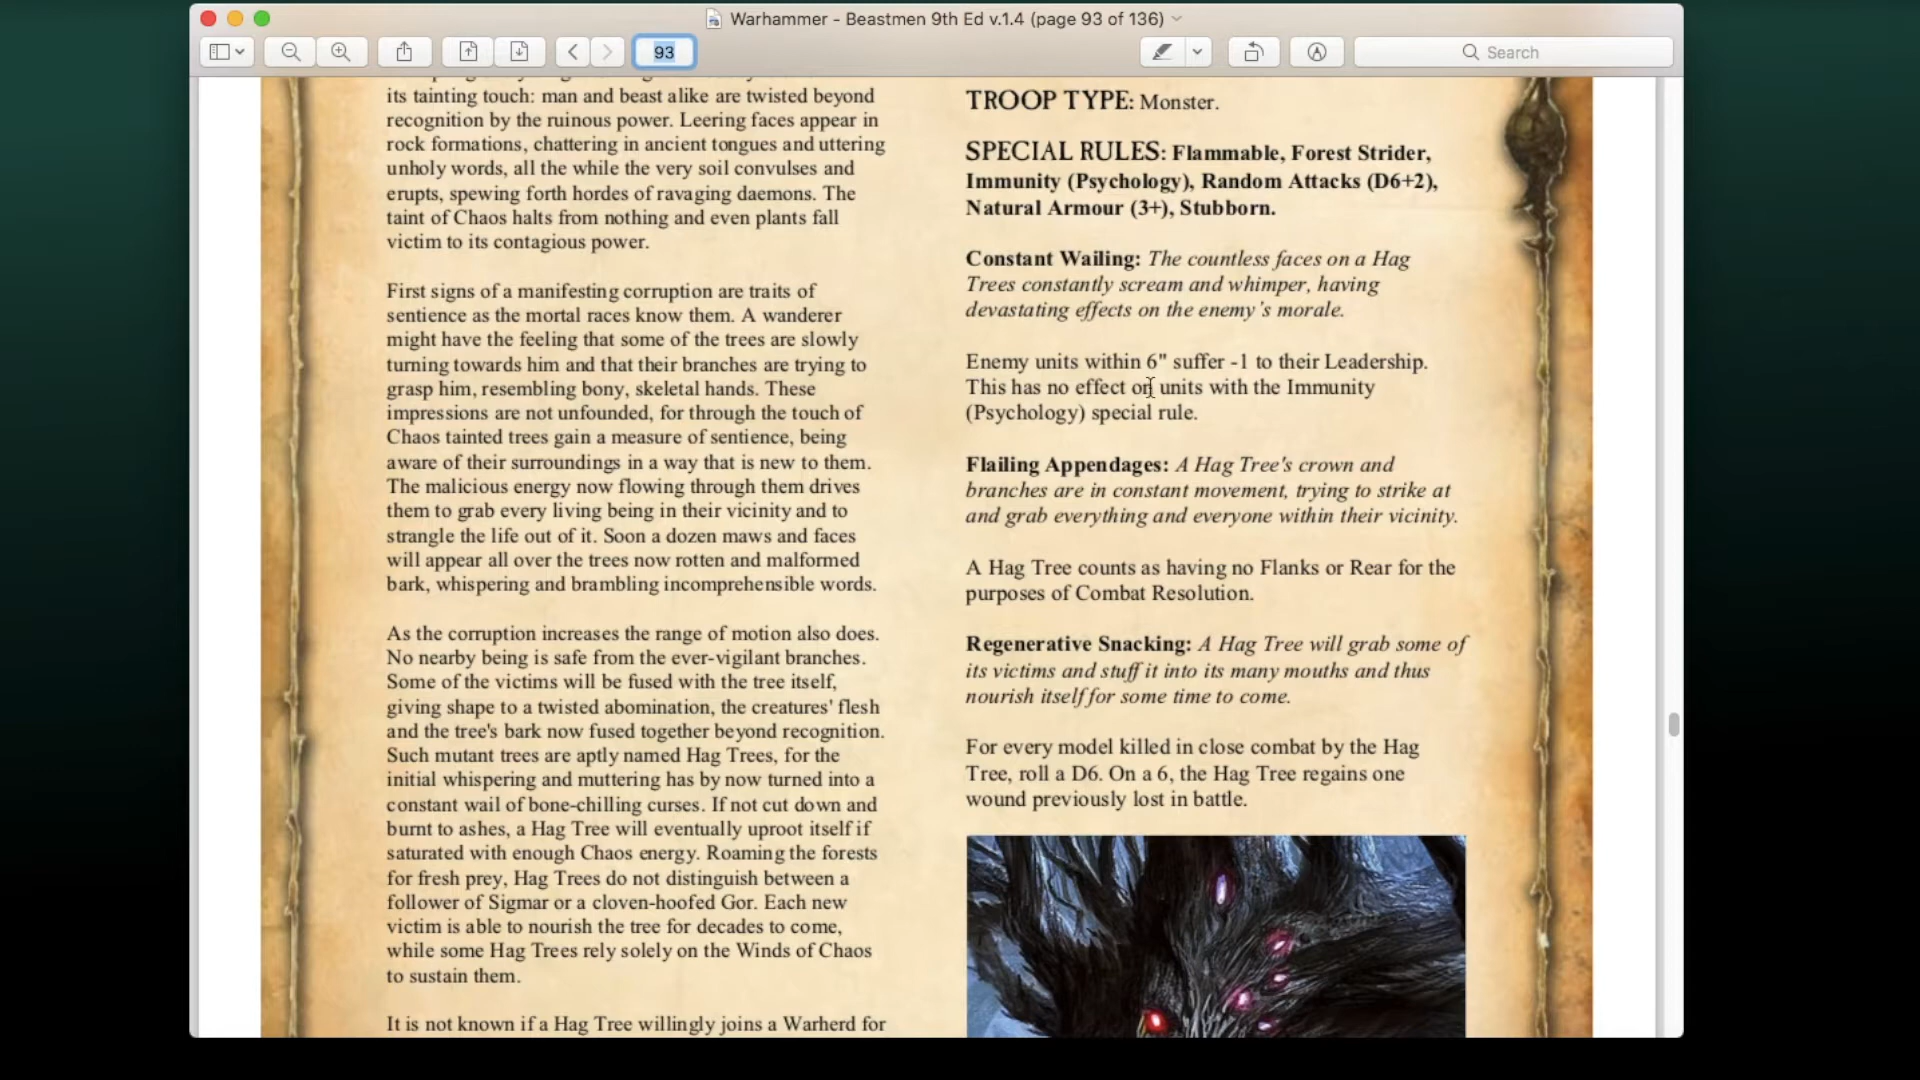 Warhammer - Beastmen 9th Ed v.1.4 (page 93 of 136)
93
Search
its tainting touch: man and beast alike are twisted beyond
recognition by the ruinous power. Leering faces appear in
rock formations, chattering in ancient tongues and uttering
unholy words, all the while the very soil convulses and
erupts, spewing forth hordes of ravaging daemons. The
taint of Chaos halts from nothing and even plants fall
victim to its contagious power.
First signs of a manifesting corruption are traits of
sentience as the mortal races know them. A wanderer
might have the feeling that some of the trees are slowly
turning towards him and that their branches are trying to
grasp him, resembling bony, skeletal hands. These
impressions are not unfounded, for through the touch of
Chaos tainted trees gain a measure of sentience, being
aware of their surroundings in a way that is new to them.
The malicious energy now flowing through them drives
them to grab every living being in their vicinity and to
strangle the life out of it. Soon a dozen maws and faces
will appear all over the trees now rotten and malformed
bark, whispering and brambling incomprehensible words.
As the corruption increases the range of motion also does.
No nearby being is safe from the ever-vigilant branches.
Some of the victims will be fused with the tree itself,
giving shape to a twisted abomination, the creatures' flesh
and the tree's bark now fused together beyond recognition.
Such mutant trees are aptly named Hag Trees, for the
initial whispering and muttering has by now turned into a
constant wail of bone-chilling curses. If not cut down and
burnt to ashes, a Hag Tree will eventually uproot itself if
saturated with enough Chaos energy. Roaming the forests
for fresh prey, Hag Trees do not distinguish between a
follower of Sigmar or a cloven-hoofed Gor. Each new
victim is able to nourish the tree for decades to come,
while some Hag Trees rely solely on the Winds of Chaos
to sustain them.
It is not known if a Hag Tree willingly joins a Warherd for
TROOP TYPE: Monster.
SPECIAL RULES: Flammable, Forest Strider,
Immunity (Psychology), Random Attacks (D6+2),
Natural Armour (3+), Stubborn.
Constant Wailing: The countless faces on a Hag
Trees constantly scream and whimper, having
devastating effects on the enemy's morale.
Enemy units within 6" suffer -1 to their Leadership.
This has no effect on units with the Immunity
(Psychology) special rule.
Flailing Appendages: A Hag Tree's crown and
branches are in constant movement, trying to strike at
and grab everything and everyone within their vicinity.
A Hag Tree counts as having no Flanks or Rear for the
purposes of Combat Resolution.
Regenerative Snacking: A Hag Tree will grab some of
its victims and stuff it into its many mouths and thus
nourish itself for some time to come.
For every model killed in close combat by the Hag
Tree, roll a D6. On a 6, the Hag Tree regains one
wound previously lost in battle.